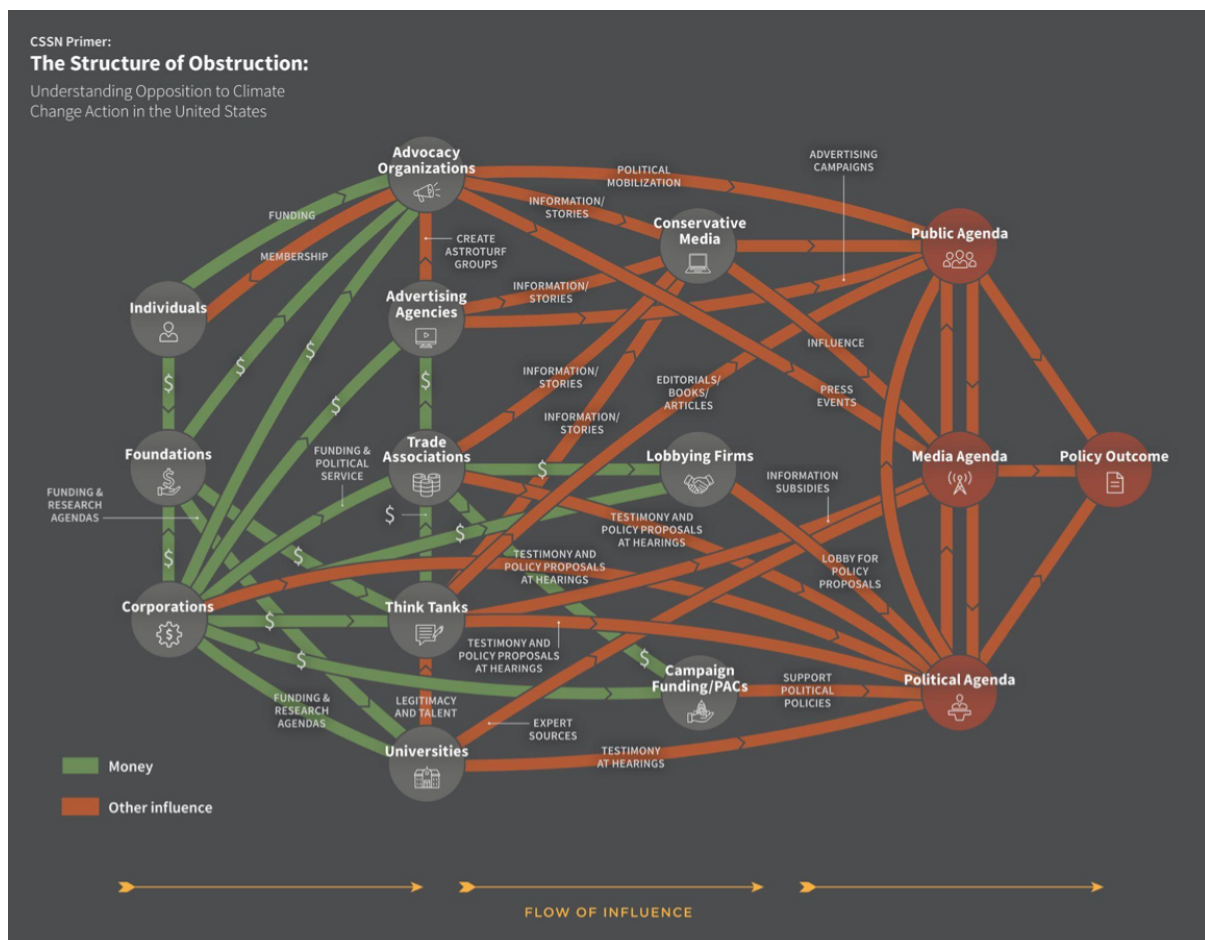 CSSN Primer:
The Structure of Obstruction:
Understanding Opposition to Climate
Change Action in the United States
Advocacy
Organizations
POLITICAL
MOBILIZATION
ADVERTISING
CAMPAIGNS
FUNDING
INFORMATION/
STORIES
Conservative
Media
Public Agenda
MEMBERSHIP
CREATE
ASTROTURF
GROUPS
Individuals
Advertising
Agencies
INFORMATION/
STORIES
INFLUENCE
$
$
$
$
$
INFORMATION/
STORIES
EDITORIALS/
BOOKS/
ARTICLES
PRESS
EVENTS
INFORMATION/
STORIES
Foundations
FUNDING &
POLITICAL
SERVICE
Trade
Associations
$
Lobbying Firms
Media Agenda
Policy Outcome
INFORMATION
SUBSIDIES
FUNDING &
RESEARCH
AGENDAS
$
$
TESTIMONY AND
POLICY PROPOSALS
AT HEARINGS
$
$
TESTIMONY AND
POLICY PROPOSALS
AT HEARINGS
LOBBY FOR
POLICY
PROPOSALS
Corporations
$
$
Think Tanks
TESTIMONY AND
POLICY PROPOSALS
AT HEARINGS
$
$
Campaign
Funding/PACs
SUPPORT
POLITICAL
POLICIES
Political Agenda
FUNDING &
RESEARCH
AGENDAS
LEGITIMACY
AND TALENT
EXPERT
SOURCES
Universities
TESTIMONY
AT HEARINGS
Money
Other influence
FLOW OF INFLUENCE